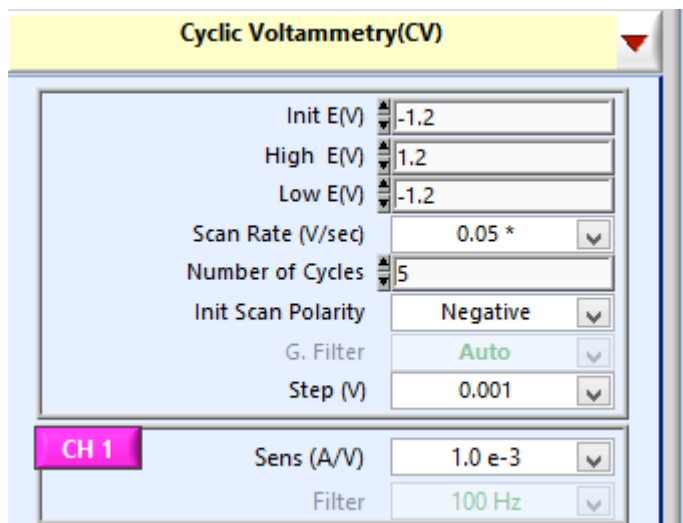 Cyclic Voltammetry(CV)
Init E(V) -1.2
High E(V) 1.2
Low E(V) -1.2
Scan Rate (V/sec) 0.05 *
Number of Cycles 5
Init Scan Polarity Negative
G. Filter Auto
Step (V) 0.001
CH 1 Sens (A/V) 1.0 e-3
Filter 100 Hz